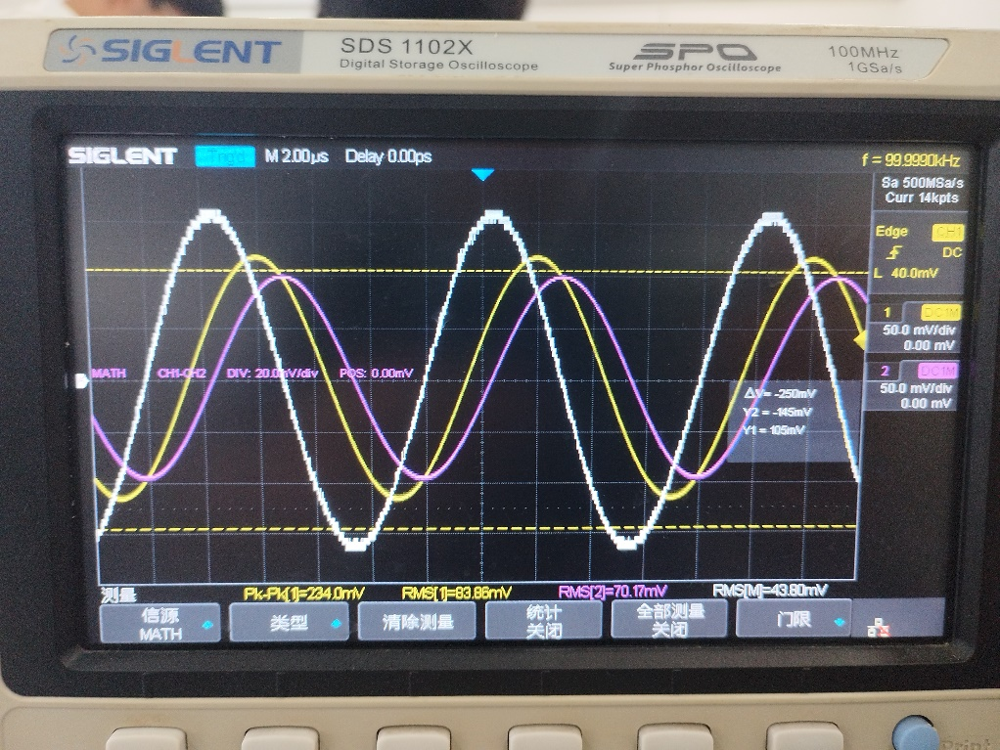 SIGLENT
SDS 1102X
Digital Storage Oscilloscope
SPO
Super Phosphor Oscilloscope
100MHz
1GSa/s
SIGLENT Trig'd M 2.00µs Delay 0.00ps f = 99.9990kHz
Sa 500MSa/s
Curr 14kpts
Edge CH1
DC
L 40.0mV
1 DC1M
50.0 mV/div
0.00 mV
2 DC1M
50.0 mV/div
0.00 mV
MATH CH1-CH2 DIV: 20.0mV/div POS: 0.00mV
ΔV= -250mV
Y2 = -145mV
Y1 = 105mV
测量 Pk-Pk[1]=234.0mV RMS[1]=83.86mV RMS[2]=70.17mV RMS[M]=43.80mV
信源
MATH
类型
清除测量
统计
关闭
全部测量
关闭
门限
Print